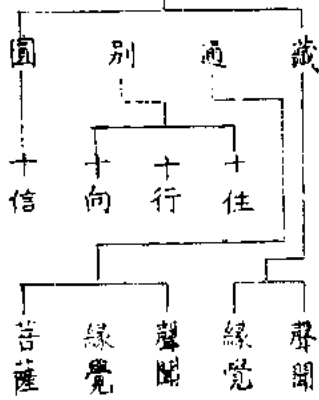 藏
通
别
圓
十住
十行
十向
十信
聲聞
緣覺
聲聞
緣覺
菩薩